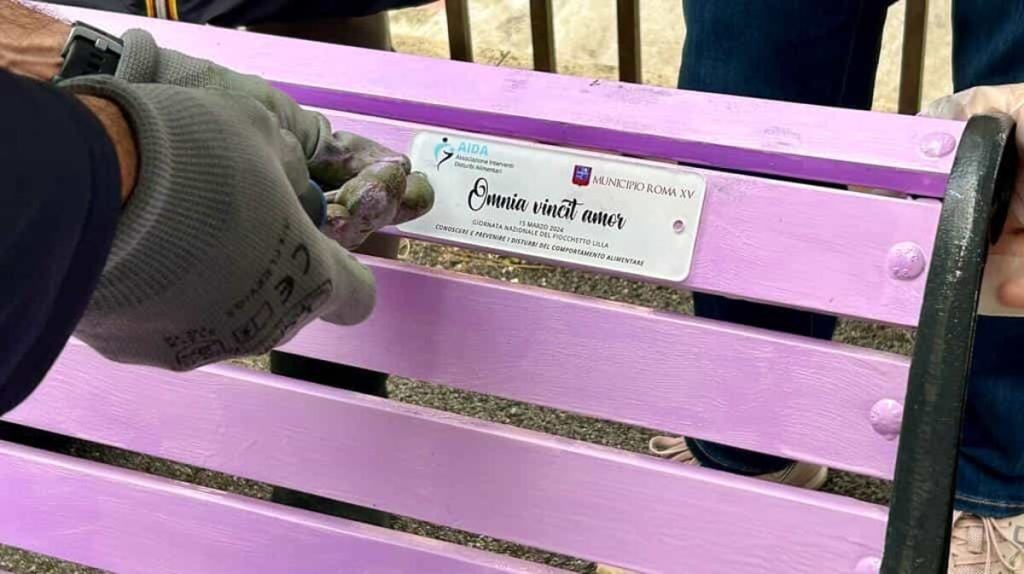 AIDA
Associazione Interventi
Disturbi Alimentari
MUNICIPIO ROMA XV
Omnia vincit amor
15 MARZO 2024
GIORNATA NAZIONALE DEL FIOCCHETTO LILLA
CONOSCERE E PREVENIRE I DISTURBI DEL COMPORTAMENTO ALIMENTARE
CE